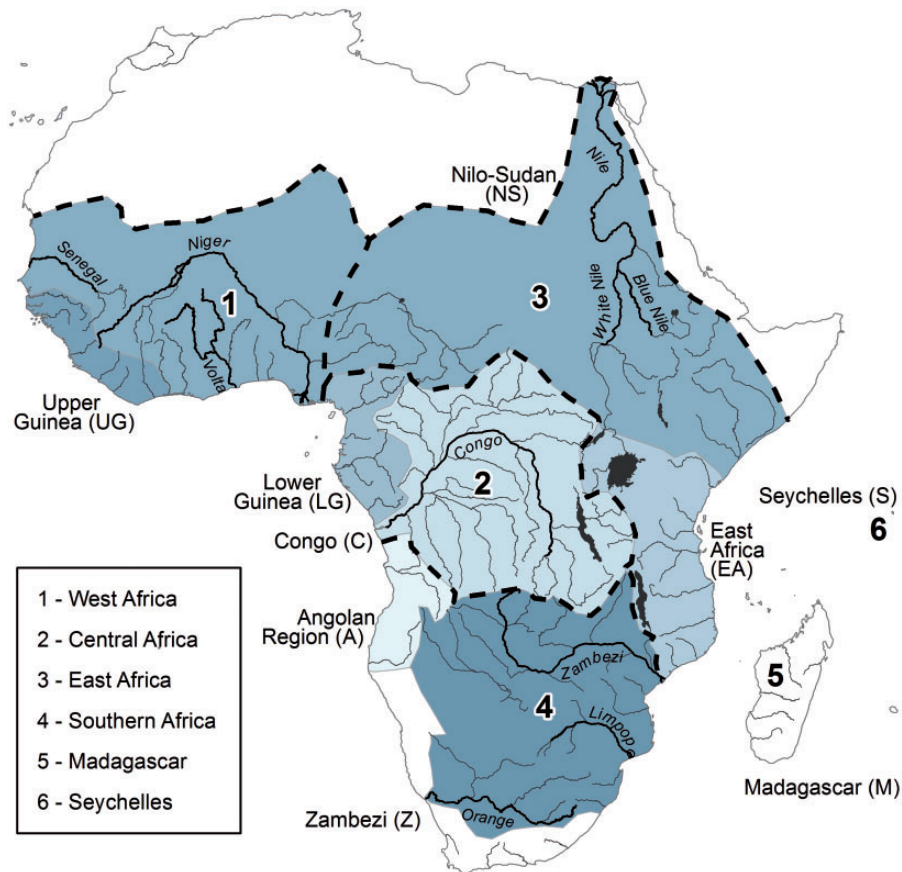 Nilo-Sudan
(NS)
Nile
Senegal
Niger
1
3
White Nile
Blue Nile
Volta
Upper
Guinea (UG)
Congo
2
Lower
Guinea (LG)
Seychelles (S)
6
Congo (C)
East
Africa
(EA)
Angolan
Region (A)
1 - West Africa
2 - Central Africa
3 - East Africa
4 - Southern Africa
5 - Madagascar
6 - Seychelles
Zambezi
5
4
Limpopo
Madagascar (M)
Zambezi (Z)
Orange